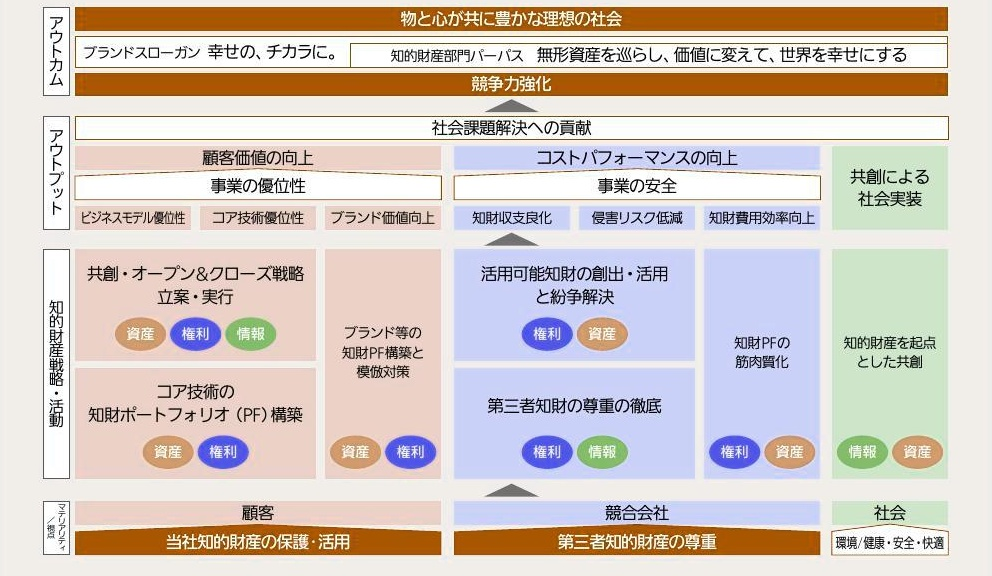 アウトカム
物と心が共に豊かな理想の社会
ブランドスローガン 幸せの、チカラに。
知的財産部門パーパス 無形資産を巡らし、価値に変えて、世界を幸せにする
競争力強化
アウトプット
社会課題解決への貢献
顧客価値の向上
事業の優位性
ビジネスモデル優位性
コア技術優位性
ブランド価値向上
コストパフォーマンスの向上
事業の安全
知財収支良化
侵害リスク低減
知財費用効率向上
共創による
社会実装
知的財産戦略・活動
共創・オープン&クローズ戦略
立案・実行
資産
権利
情報
コア技術の
知財ポートフォリオ（PF）構築
資産
権利
ブランド等の
知財PF構築と
模倣対策
資産
権利
活用可能知財の創出・活用
と紛争解決
権利
資産
第三者知財の尊重の徹底
権利
情報
知財PFの
筋肉質化
権利
資産
知的財産を起点
とした共創
情報
資産
マテリアリティ
／視点
顧客
当社知的財産の保護・活用
競合会社
第三者知的財産の尊重
社会
環境/健康・安全・快適